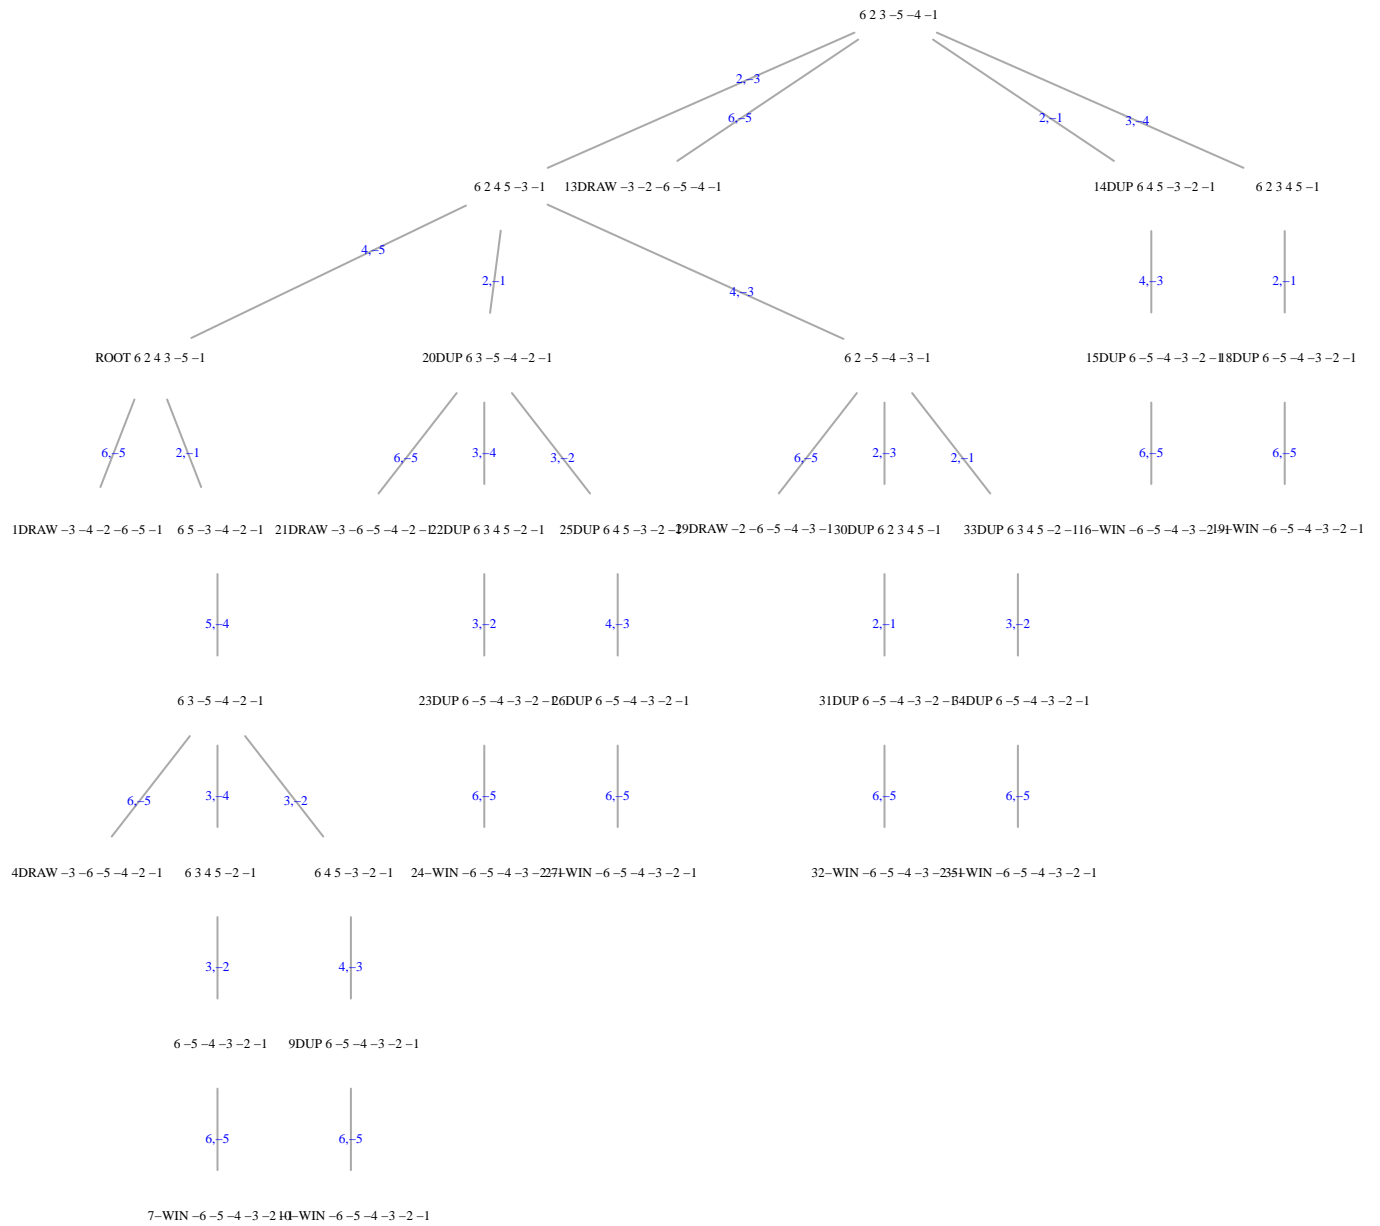 6 2 3 −5 −4 −1
2,−3
6,−5
2,−1
3,−4
6 2 4 5 −3 −1
13DRAW −3 −2 −6 −5 −4 −1
14DUP 6 4 5 −3 −2 −1
6 2 3 4 5 −1
4,−5
2,−1
4,−3
4,−3
2,−1
ROOT 6 2 4 3 −5 −1
20DUP 6 3 −5 −4 −2 −1
6 2 −5 −4 −3 −1
15DUP 6 −5 −4 −3 −2 −1
18DUP 6 −5 −4 −3 −2 −1
6,−5
2,−1
6,−5
3,−4
3,−2
6,−5
2,−3
2,−1
6,−5
6,−5
1DRAW −3 −4 −2 −6 −5 −1
6 5 −3 −4 −2 −1
21DRAW −3 −6 −5 −4 −2 −1
22DUP 6 3 4 5 −2 −1
25DUP 6 4 5 −3 −2 −1
29DRAW −2 −6 −5 −4 −3 −1
30DUP 6 2 3 4 5 −1
33DUP 6 3 4 5 −2 −1
16−WIN −6 −5 −4 −3 −2 −1
19−WIN −6 −5 −4 −3 −2 −1
5,−4
3,−2
4,−3
2,−1
3,−2
6 3 −5 −4 −2 −1
23DUP 6 −5 −4 −3 −2 −1
26DUP 6 −5 −4 −3 −2 −1
31DUP 6 −5 −4 −3 −2 −1
34DUP 6 −5 −4 −3 −2 −1
6,−5
3,−4
3,−2
6,−5
6,−5
6,−5
6,−5
4DRAW −3 −6 −5 −4 −2 −1
6 3 4 5 −2 −1
6 4 5 −3 −2 −1
24−WIN −6 −5 −4 −3 −2 −1
27−WIN −6 −5 −4 −3 −2 −1
32−WIN −6 −5 −4 −3 −2 −1
35−WIN −6 −5 −4 −3 −2 −1
3,−2
4,−3
6 −5 −4 −3 −2 −1
9DUP 6 −5 −4 −3 −2 −1
6,−5
6,−5
7−WIN −6 −5 −4 −3 −2 −1
10−WIN −6 −5 −4 −3 −2 −1